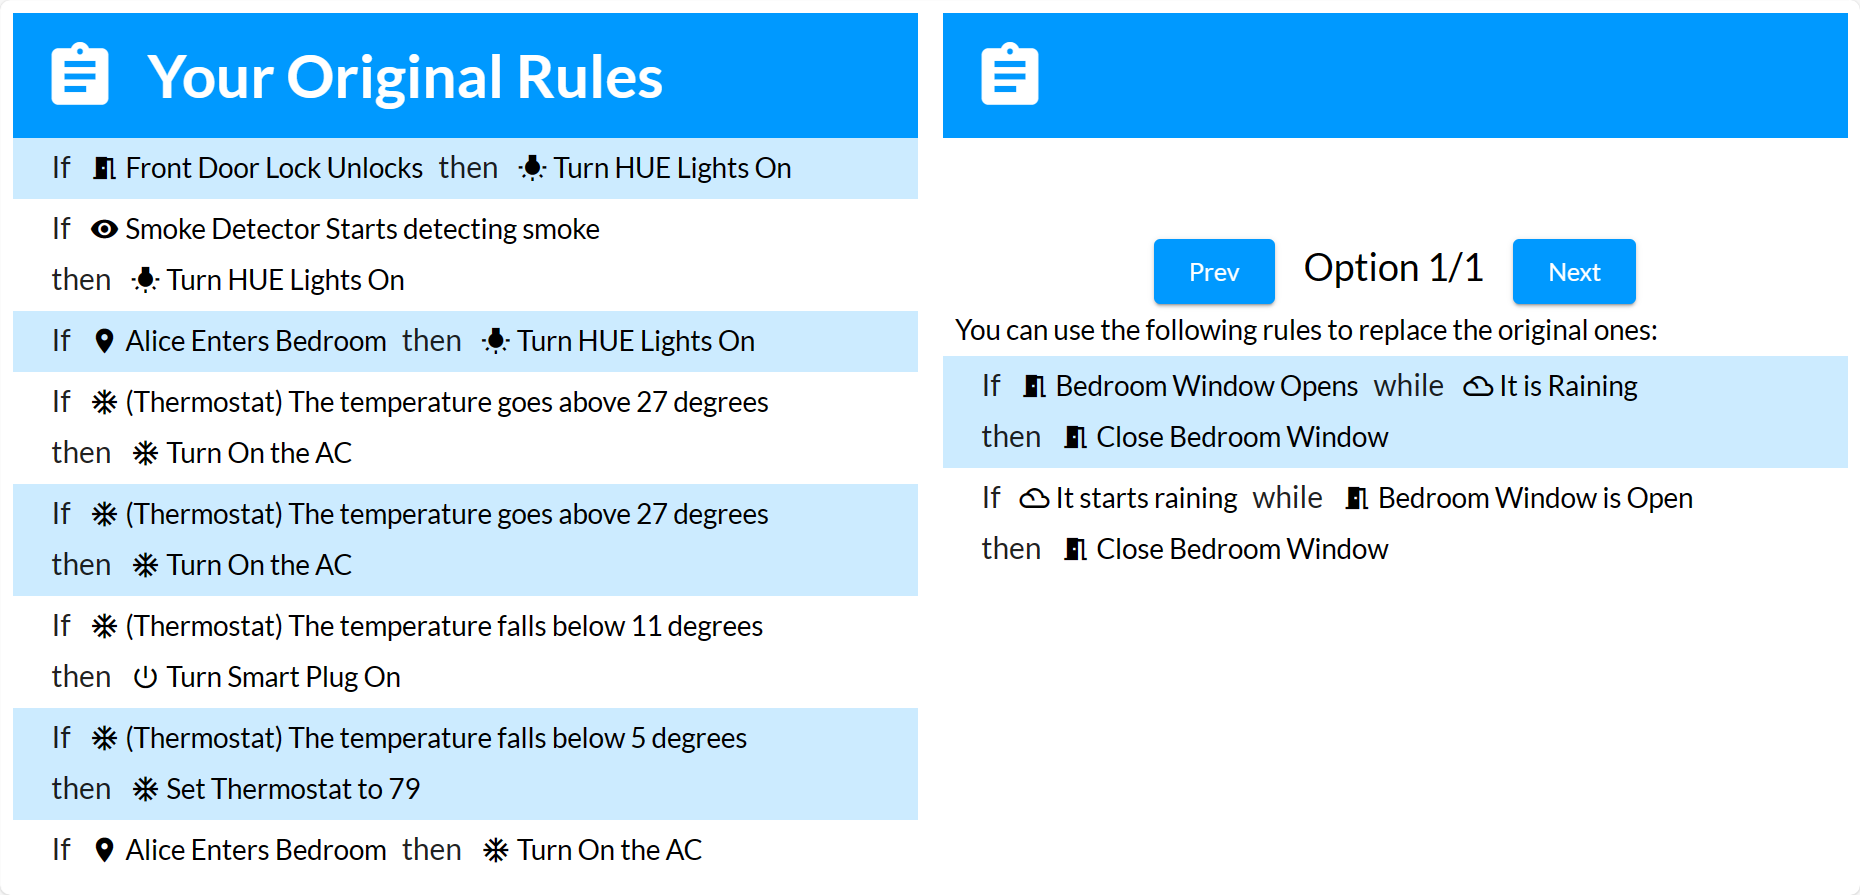 Your Original Rules
If Front Door Lock Unlocks then Turn HUE Lights On
If Smoke Detector Starts detecting smoke
then Turn HUE Lights On
If Alice Enters Bedroom then Turn HUE Lights On
If (Thermostat) The temperature goes above 27 degrees
then Turn On the AC
If (Thermostat) The temperature goes above 27 degrees
then Turn On the AC
If (Thermostat) The temperature falls below 11 degrees
then Turn Smart Plug On
If (Thermostat) The temperature falls below 5 degrees
then Set Thermostat to 79
If Alice Enters Bedroom then Turn On the AC
Prev Option 1/1 Next
You can use the following rules to replace the original ones:
If Bedroom Window Opens while It is Raining
then Close Bedroom Window
If It starts raining while Bedroom Window is Open
then Close Bedroom Window